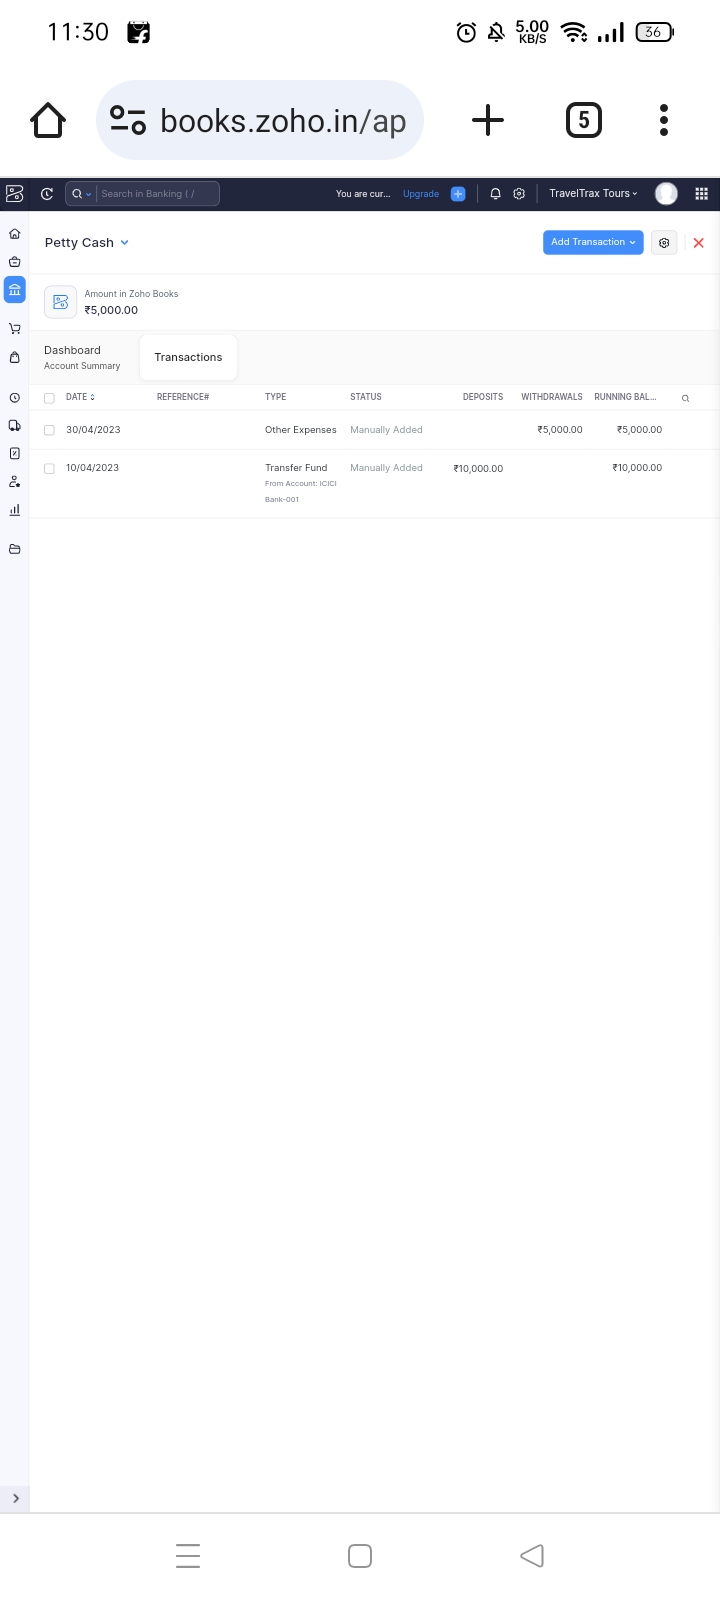 11:30
5.00
KB/S
36
books.zoho.in/ap
5
Search in Banking ( /
You are cur...
Upgrade
TravelTrax Tours
Petty Cash
Add Transaction
Amount in Zoho Books
₹5,000.00
Dashboard
Account Summary
Transactions
DATE REFERENCE# TYPE STATUS DEPOSITS WITHDRAWALS RUNNING BAL...
30/04/2023 Other Expenses Manually Added ₹5,000.00 ₹5,000.00
10/04/2023 Transfer Fund Manually Added ₹10,000.00 ₹10,000.00
From Account: ICICI
Bank-001